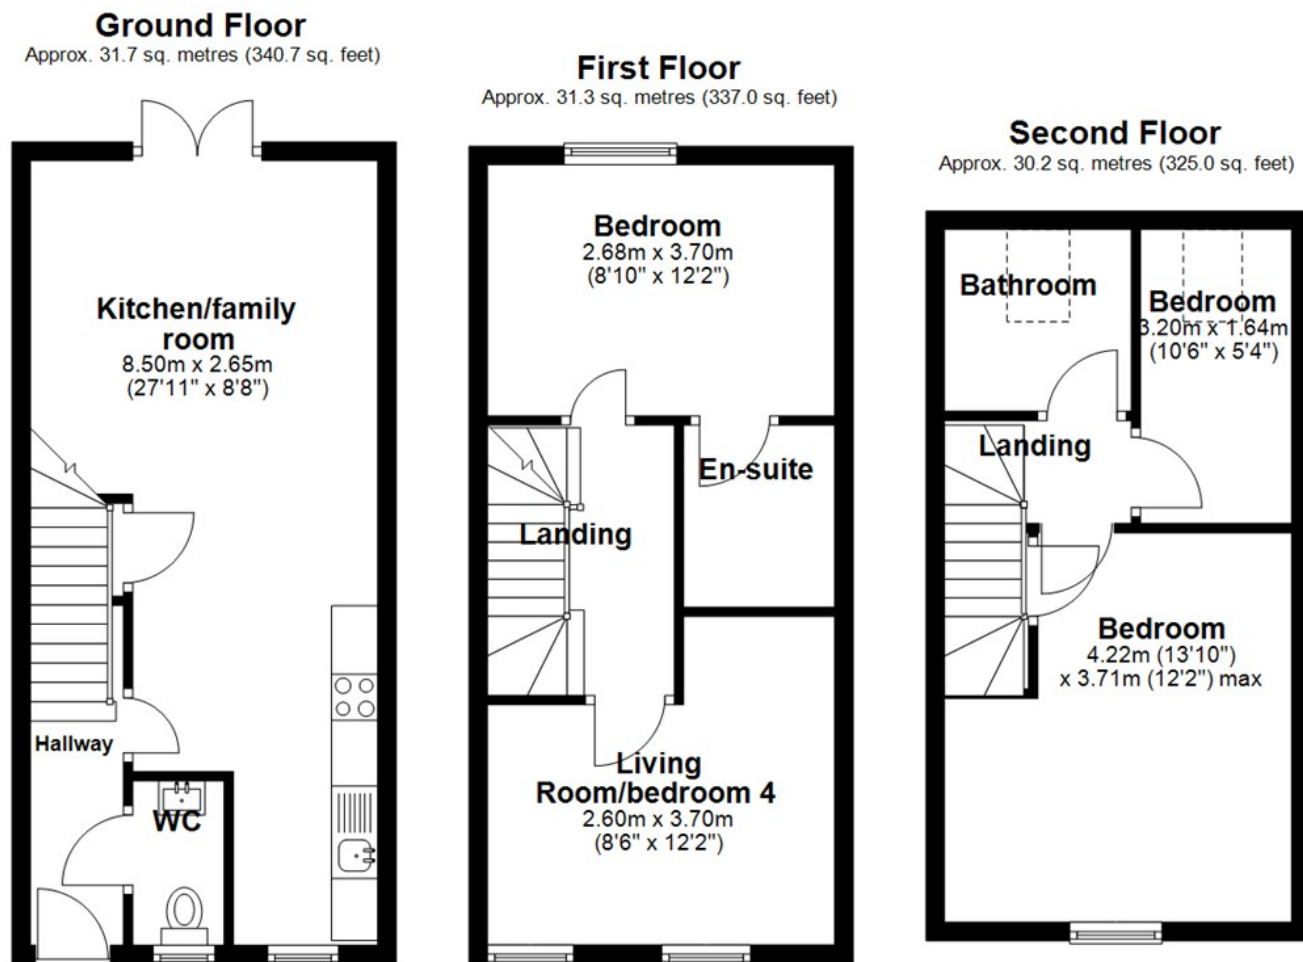 Ground Floor
Approx. 31.7 sq. metres (340.7 sq. feet)
Kitchen/family
room
8.50m x 2.65m
(27'11" x 8'8")
Hallway
WC
First Floor
Approx. 31.3 sq. metres (337.0 sq. feet)
Bedroom
2.68m x 3.70m
(8'10" x 12'2")
En-suite
Landing
Living
Room/bedroom 4
2.60m x 3.70m
(8'6" x 12'2")
Second Floor
Approx. 30.2 sq. metres (325.0 sq. feet)
Bathroom
Bedroom
3.20m x 1.64m
(10'6" x 5'4")
Landing
Bedroom
4.22m (13'10")
x 3.71m (12'2") max